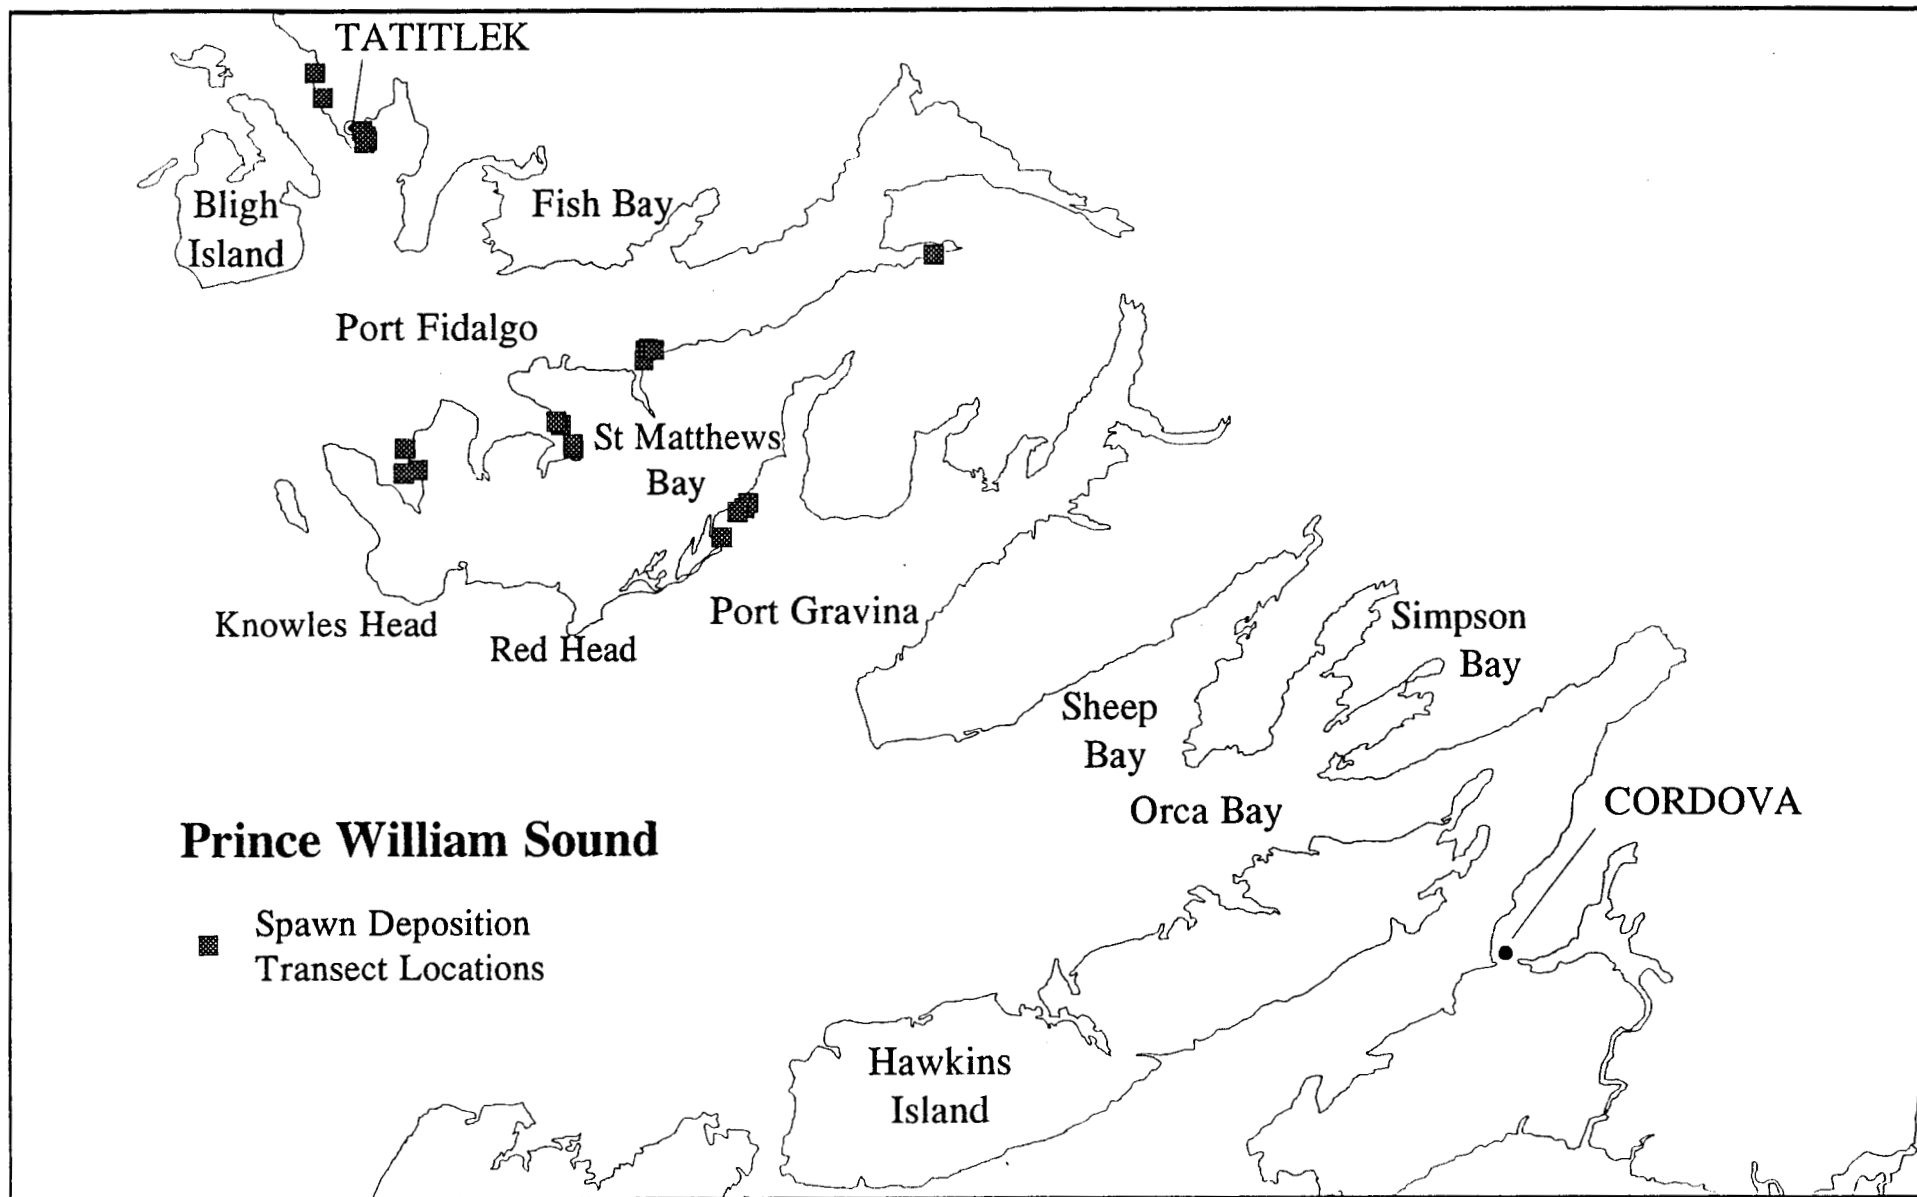 TATITLEK
Bligh
Island
Fish Bay
Port Fidalgo
St Matthews
Bay
Knowles Head
Red Head
Port Gravina
Simpson
Bay
Sheep
Bay
Orca Bay
CORDOVA
Prince William Sound
Spawn Deposition
Transect Locations
Hawkins
Island